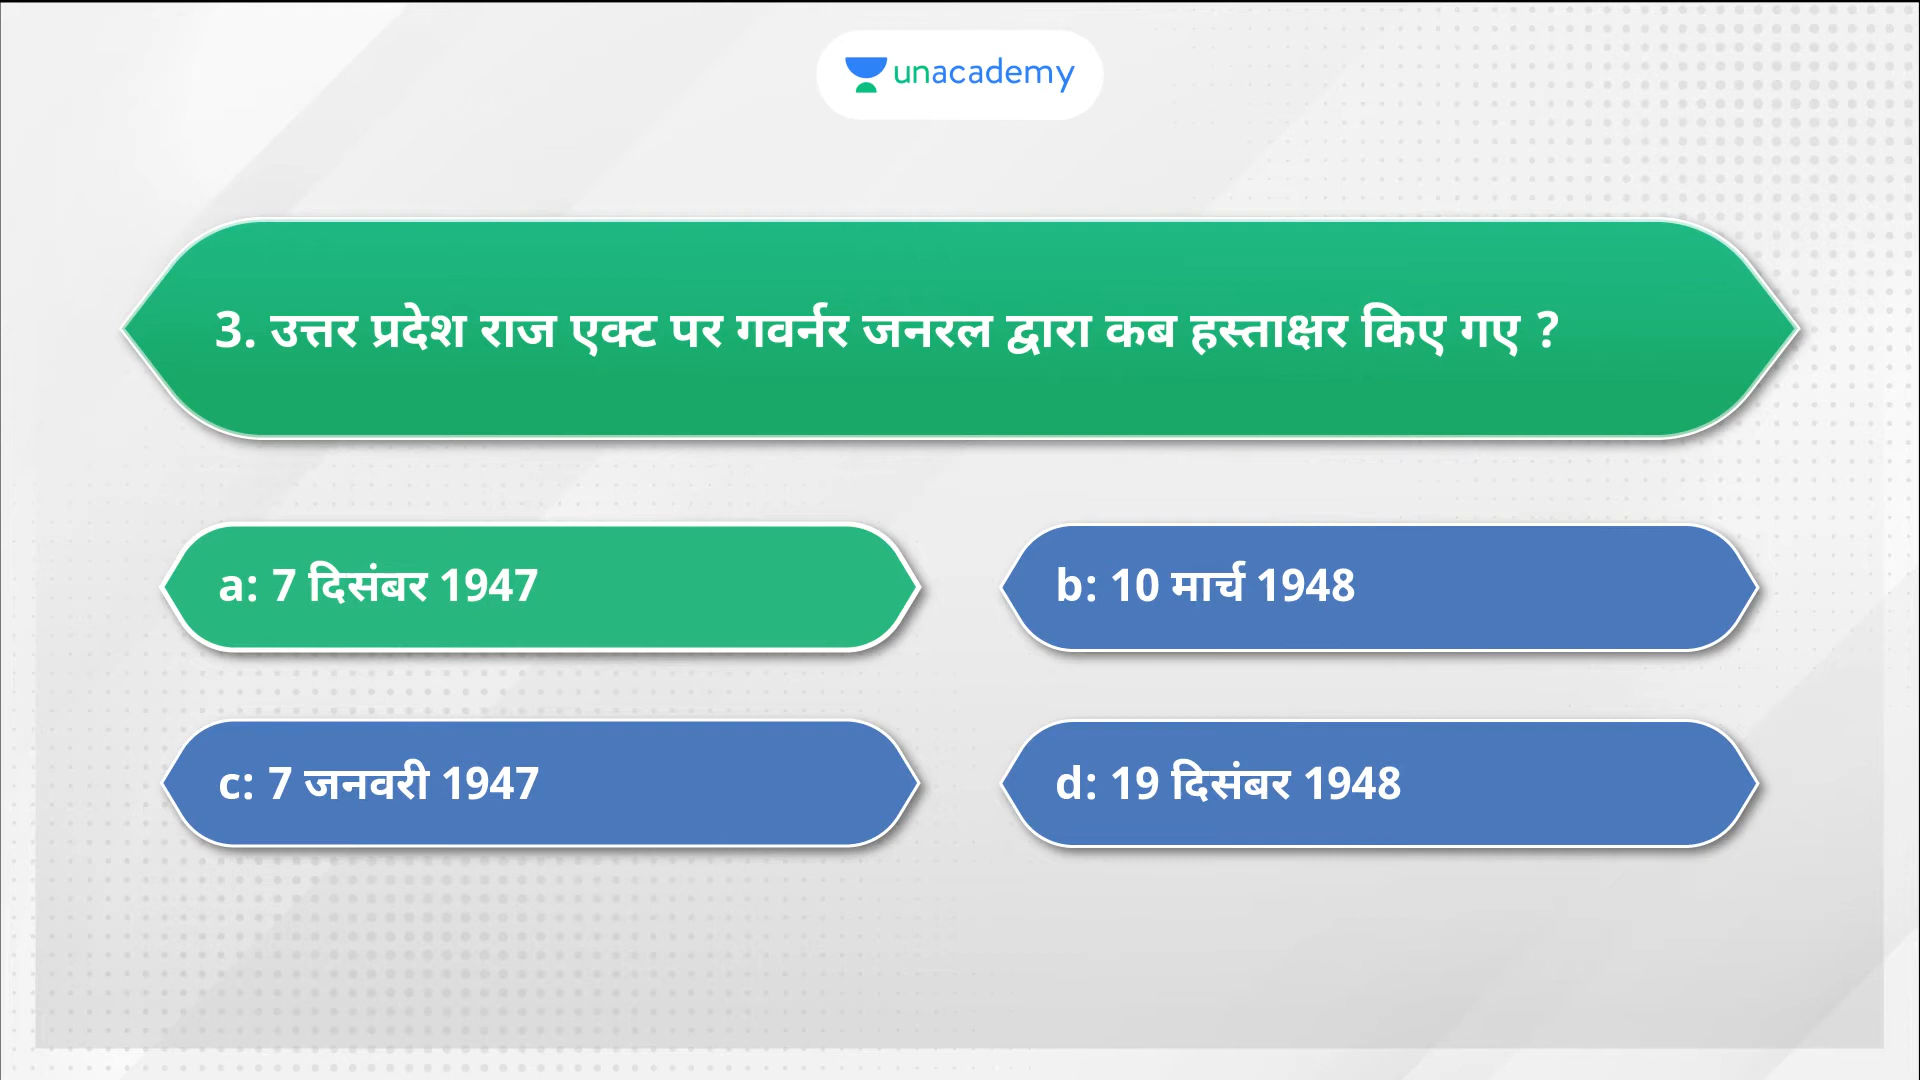 unacademy
3. उत्तर प्रदेश राज एक्ट पर गवर्नर जनरल द्वारा कब हस्ताक्षर किए गए ?
a: 7 दिसंबर 1947
b: 10 मार्च 1948
c: 7 जनवरी 1947
d: 19 दिसंबर 1948